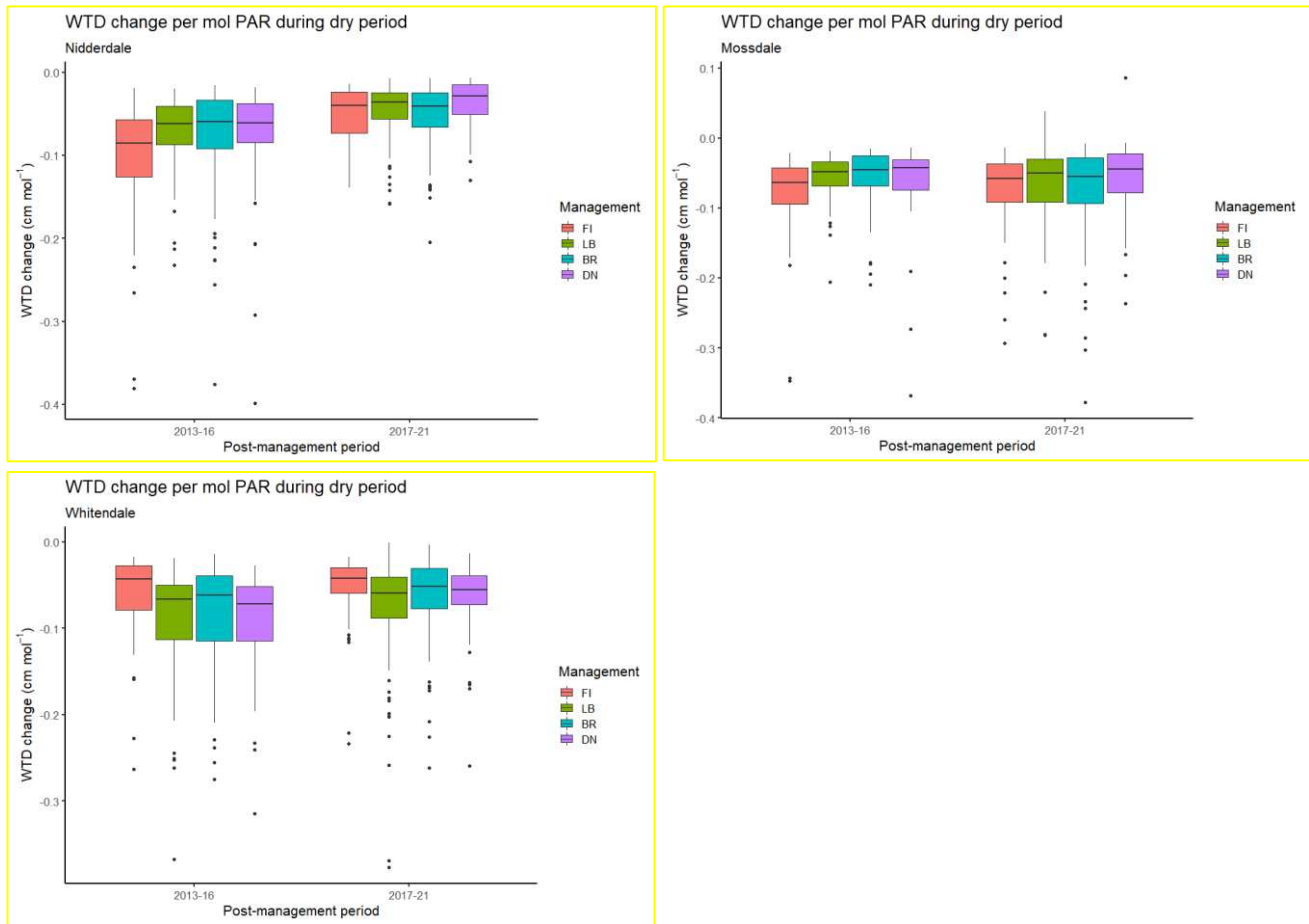 WTD change per mol PAR during dry period
Nidderdale
0.0
-0.1
-0.2
-0.3
-0.4
WTD change (cm mol⁻¹)
2013-16
2017-21
Post-management period
Management
FI
LB
BR
DN
WTD change per mol PAR during dry period
Mossdale
0.1
0.0
-0.1
-0.2
-0.3
-0.4
WTD change (cm mol⁻¹)
2013-16
2017-21
Post-management period
Management
FI
LB
BR
DN
WTD change per mol PAR during dry period
Whitendale
0.0
-0.1
-0.2
-0.3
WTD change (cm mol⁻¹)
2013-16
2017-21
Post-management period
Management
FI
LB
BR
DN